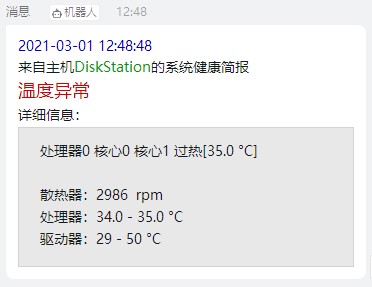 消息 机器人 12:48
2021-03-01 12:48:48
来自主机DiskStation的系统健康简报
温度异常
详细信息：
处理器0 核心0 核心1 过热[35.0 °C]
散热器：2986 rpm
处理器：34.0 - 35.0 °C
驱动器：29 - 50 °C